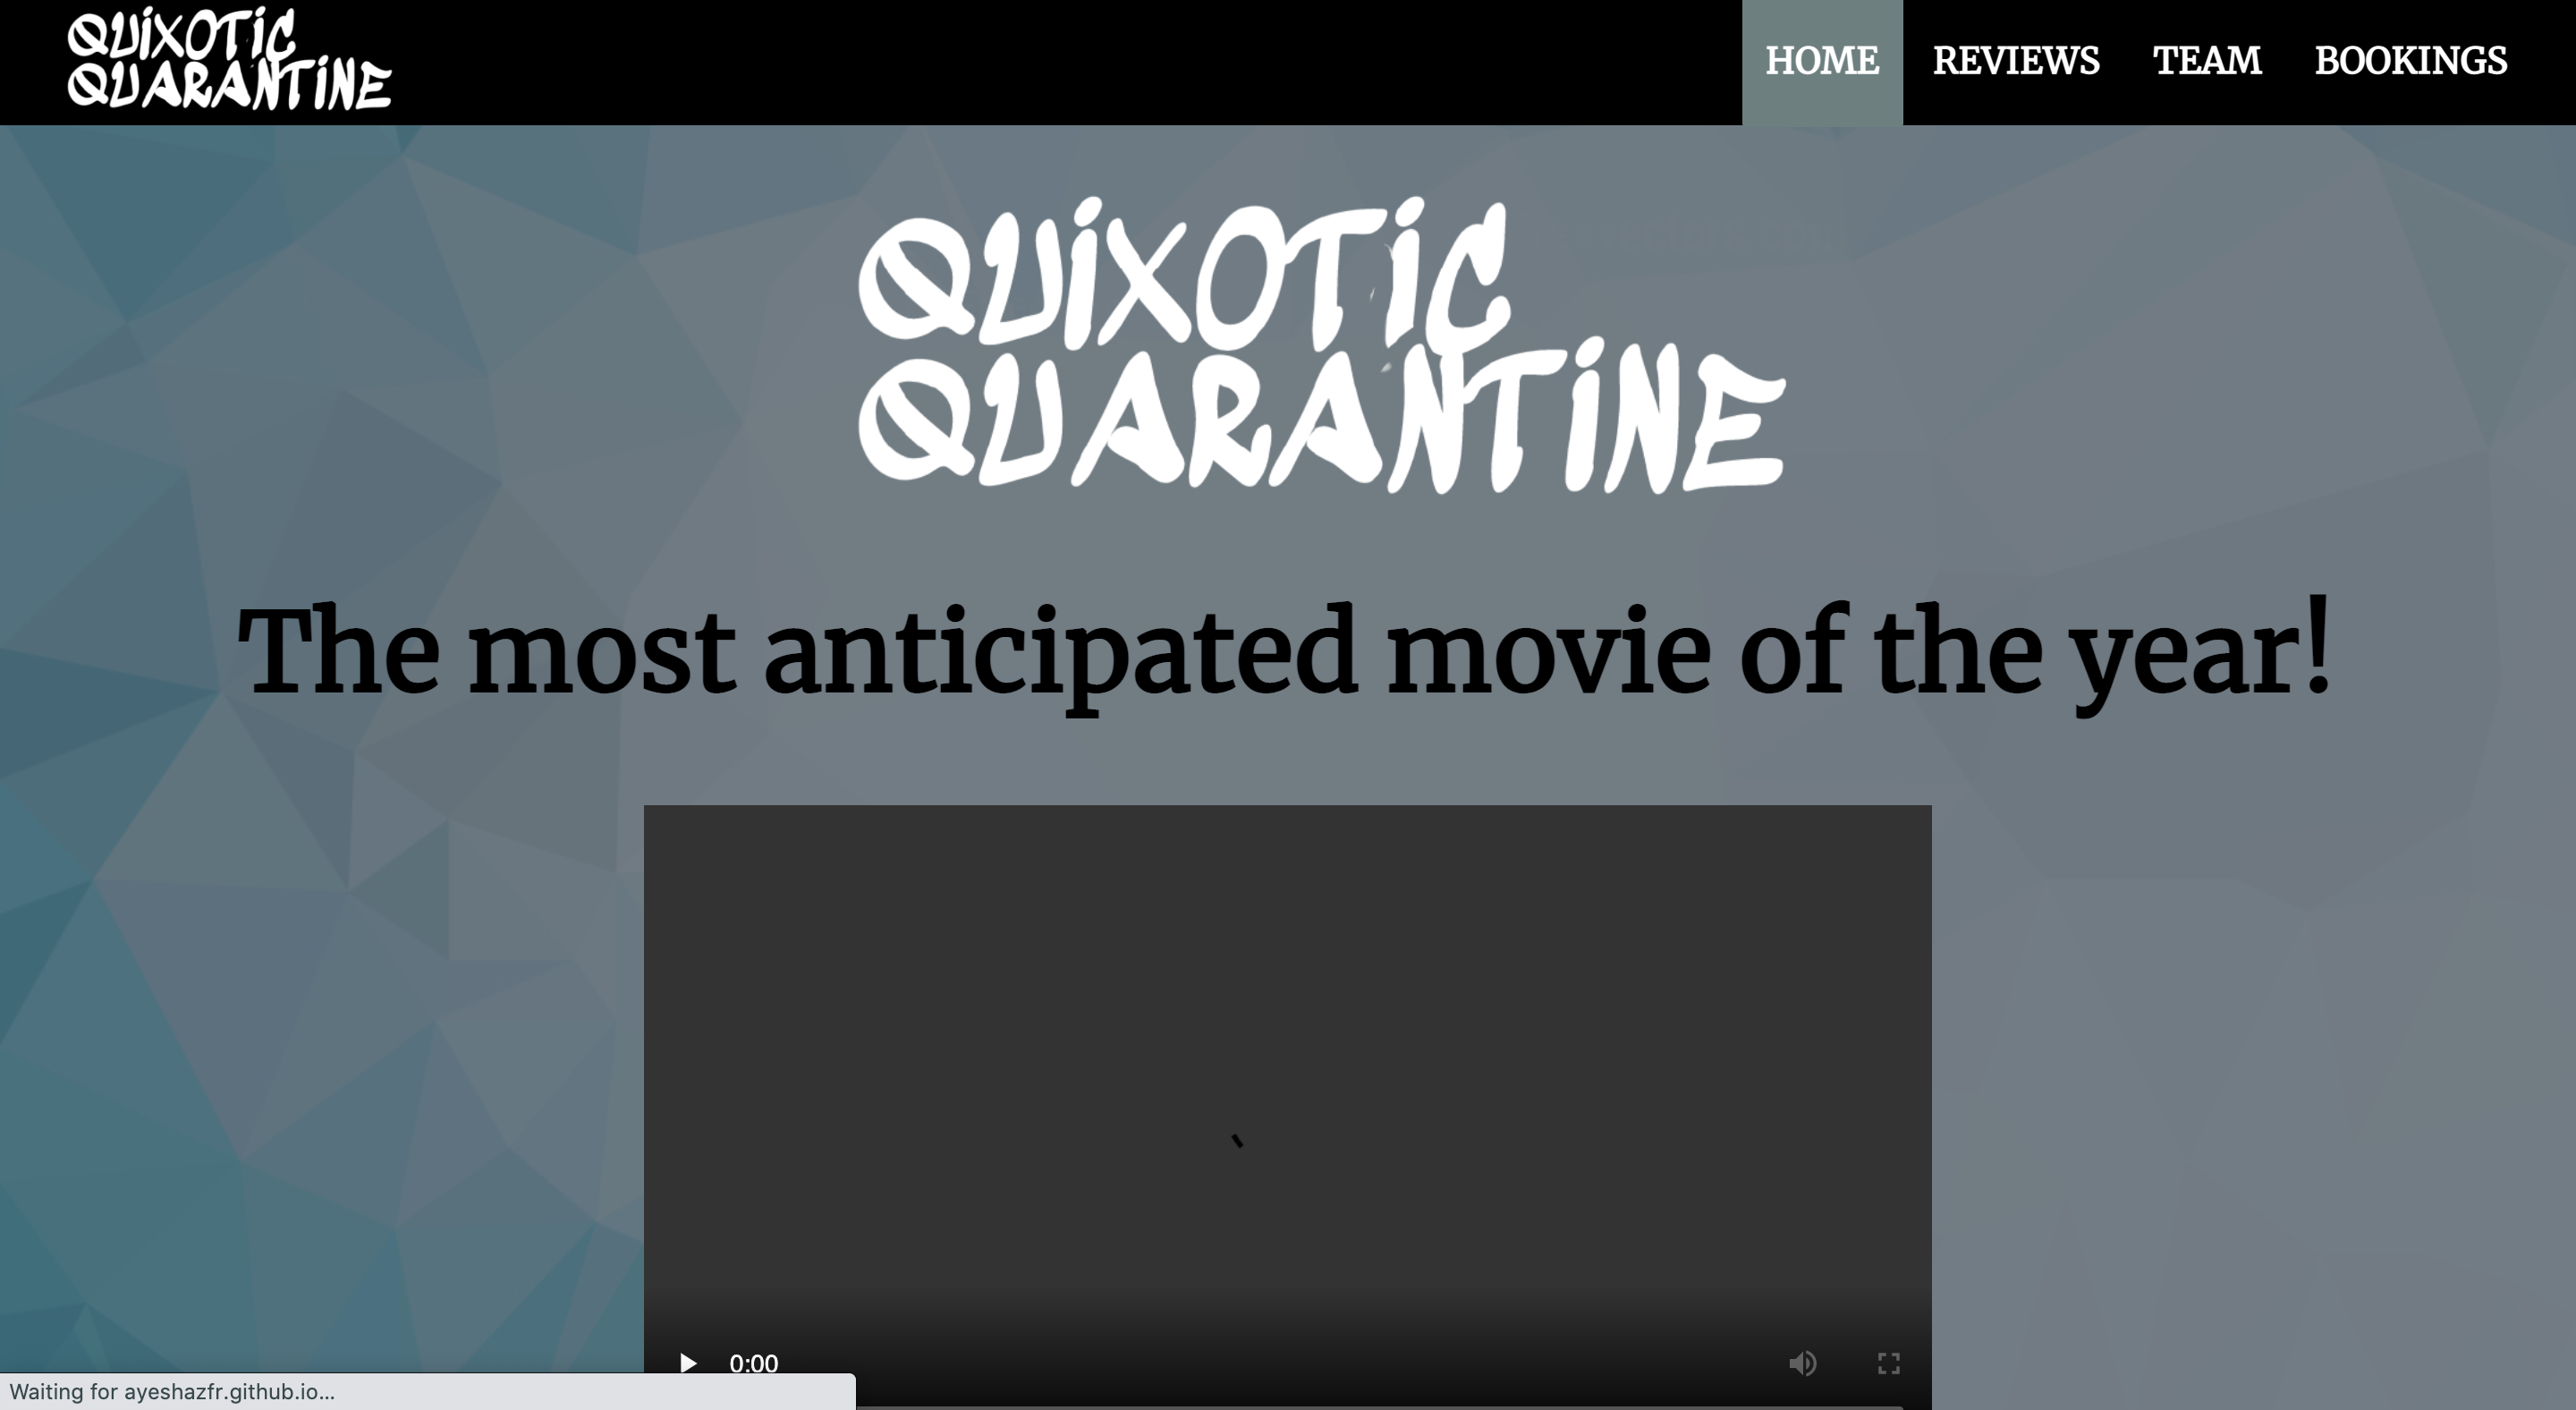 QUiXOTiC
QUARANTiNE
HOME
REVIEWS
TEAM
BOOKINGS
QUiXOTiC
QUARANTiNE
The most anticipated movie of the year!
0:00
Waiting for ayeshazfr.github.io...